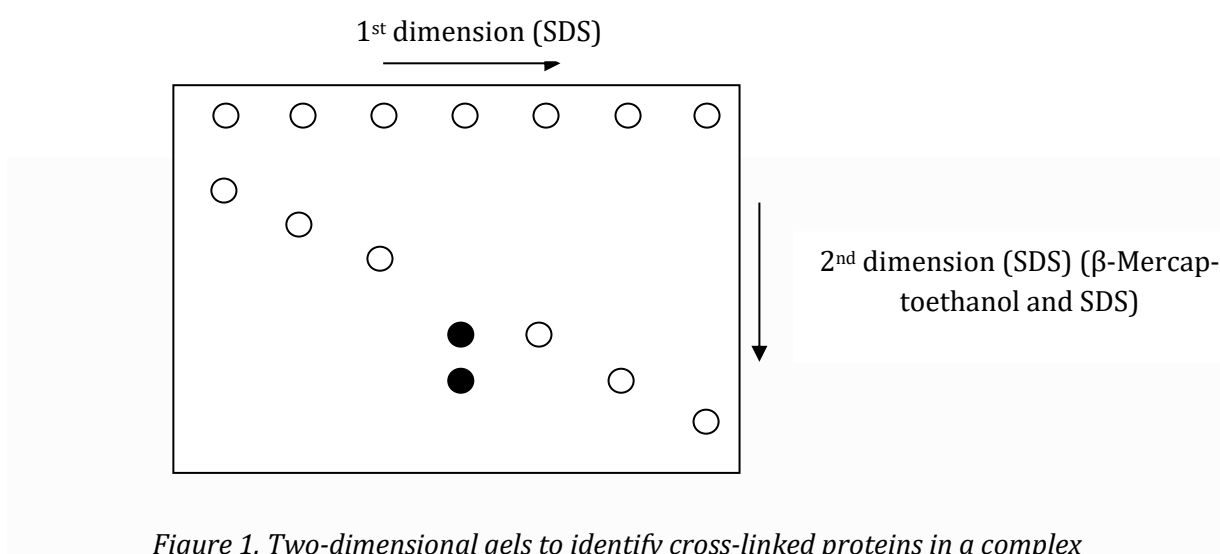 1st dimension (SDS)
2nd dimension (SDS) (β-Mercap-
toethanol and SDS)
Figure 1. Two-dimensional gels to identify cross-linked proteins in a complex